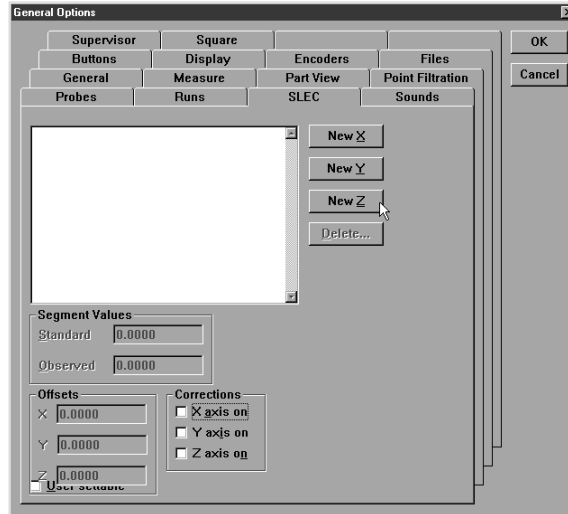 General Options
Supervisor Square
Buttons Display Encoders Files
General Measure Part View Point Filtration
Probes Runs SLEC Sounds
OK
Cancel
New X
New Y
New Z
Delete...
Segment Values
Standard 0.0000
Observed 0.0000
Offsets
X 0.0000
Y 0.0000
Z 0.0000
User settable
Corrections
X axis on
Y axis on
Z axis on